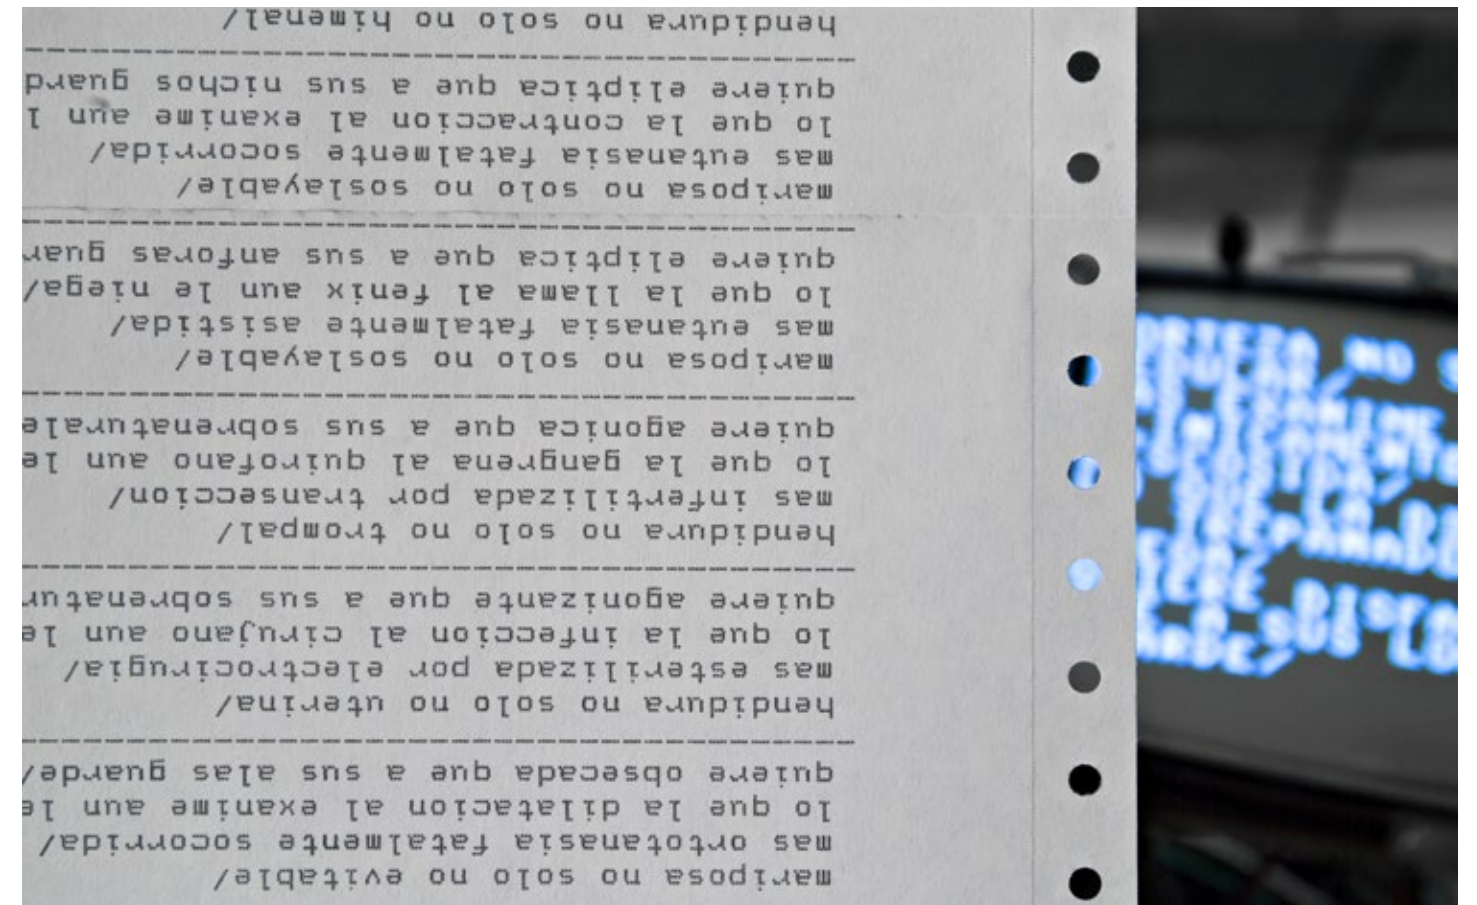 mariposa no solo no evitable/
mas ortotanasia fatalmente socorrida/
lo que la dilatacion al exanime aun le
quiere obsecada que a sus alas guarde/
hendidura no solo no uterina/
mas esterilizada por electrocirugia/
lo que la infeccion al cirujano aun le
quiere agonizante que a sus sobrenatur
hendidura no solo no trompal/
mas infertilizada por transeccion/
lo que la gangrena al quirofano aun le
quiere agonica que a sus sobrenaturale
mariposa no solo no soslayable/
mas eutanasia fatalmente asistida/
lo que la llama al fenix aun le niega/
quiere eliptica que a sus anforas guar
mariposa no solo no soslayable/
mas eutanasia fatalmente socorrida/
lo que la contraccion al exanime aun l
quiere eliptica que a sus nichos guard
hendidura no solo no himenal/
NO S
EXANIME